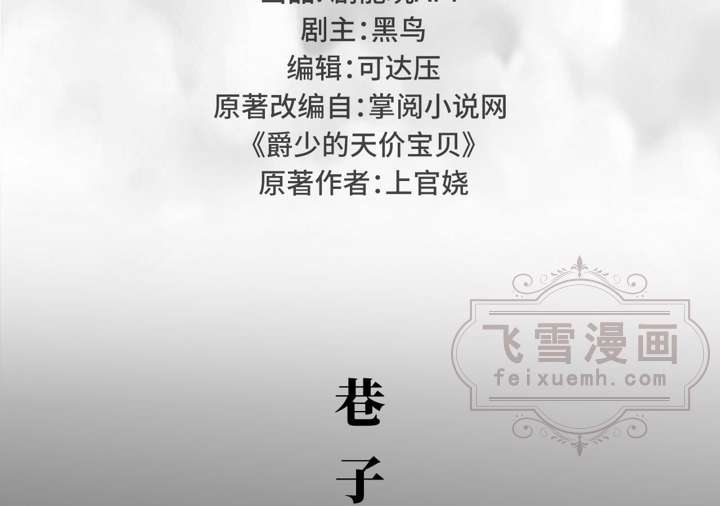 剧主:黑鸟
编辑:可达压
原著改编自:掌阅小说网
《爵少的天价宝贝》
原著作者:上官娆
飞雪漫画
feixuemh.com
巷
子